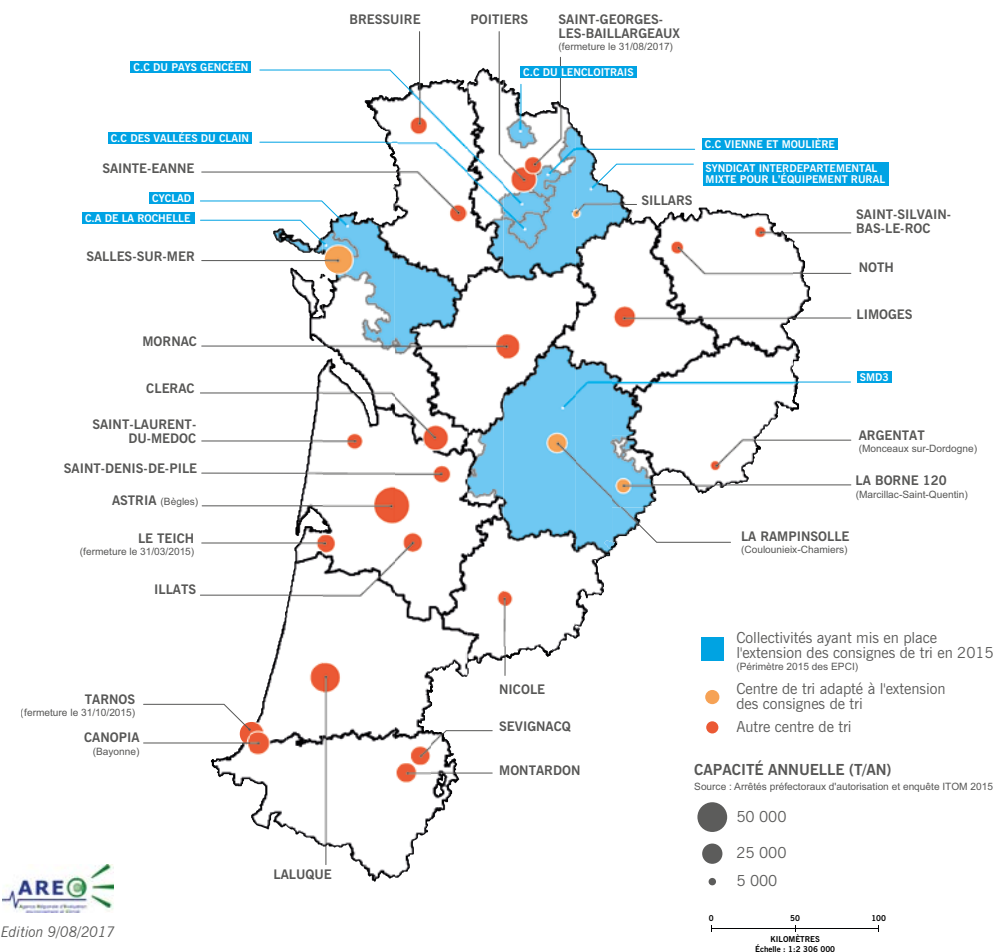 BRESSUIRE
POITIERS
SAINT-GEORGES-
LES-BAILLARGEAUX
(fermeture le 31/08/2017)
C.C DU PAYS GENCÉEN
C.C DU LENCLOITRAIS
C.C DES VALLÉES DU CLAIN
C.C VIENNE ET MOULIÈRE
SAINTE-EANNE
SYNDICAT INTERDEPARTEMENTAL
MIXTE POUR L'ÉQUIPEMENT RURAL
CYCLAD
SILLARS
C.A DE LA ROCHELLE
SAINT-SILVAIN-
BAS-LE-ROC
SALLES-SUR-MER
NOTH
LIMOGES
MORNAC
SMD3
CLERAC
SAINT-LAURENT-
DU-MEDOC
ARGENTAT
(Monceaux sur-Dordogne)
SAINT-DENIS-DE-PILE
LA BORNE 120
(Marcillac-Saint-Quentin)
ASTRIA (Bègles)
LE TEICH
(fermeture le 31/03/2015)
LA RAMPINSOLLE
(Coulounieix-Chamiers)
ILLATS
NICOLE
TARNOS
(fermeture le 31/10/2015)
CANOPIA
(Bayonne)
SEVIGNACQ
MONTARDON
LALUQUE
Collectivités ayant mis en place
l'extension des consignes de tri en 2015
(Périmètre 2015 des EPCI)
Centre de tri adapté à l'extension
des consignes de tri
Autre centre de tri
CAPACITÉ ANNUELLE (T/AN)
Source : Arrêtés préfectoraux d'autorisation et enquête ITOM 2015
50 000
25 000
5 000
0 50 100
KILOMÈTRES
Échelle : 1:2 306 000
AREC
Edition 9/08/2017